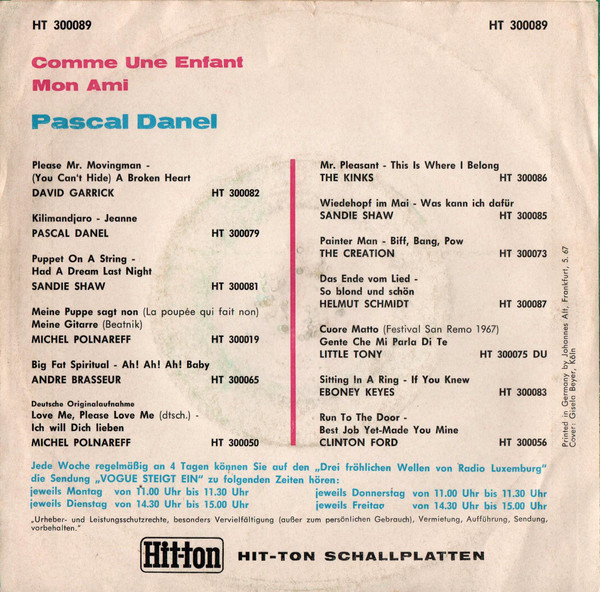 HT 300089
HT 300089
Comme Une Enfant
Mon Ami
Pascal Danel
Please Mr. Movingman -
(You Can't Hide) A Broken Heart
DAVID GARRICK HT 300082
Kilimandjaro - Jeanne
PASCAL DANEL HT 300079
Puppet On A String -
Had A Dream Last Night
SANDIE SHAW HT 300081
Meine Puppe sagt non (La poupée qui fait non)
Meine Gitarre (Beatnik)
MICHEL POLNAREFF HT 300019
Big Fat Spiritual - Ah! Ah! Ah! Baby
ANDRE BRASSEUR HT 300065
Deutsche Originalaufnahme
Love Me, Please Love Me (dtsch.) -
Ich will Dich lieben
MICHEL POLNAREFF HT 300050
Mr. Pleasant - This Is Where I Belong
THE KINKS HT 300086
Wiedehopf im Mai - Was kann ich dafür
SANDIE SHAW HT 300085
Painter Man - Biff, Bang, Pow
THE CREATION HT 300073
Das Ende vom Lied -
So blond und schön
HELMUT SCHMIDT HT 300087
Cuore Matto (Festival San Remo 1967)
Gente Che Mi Parla Di Te
LITTLE TONY HT 300075 DU
Sitting In A Ring - If You Knew
EBONEY KEYES HT 300083
Run To The Door -
Best Job Yet-Made You Mine
CLINTON FORD HT 300056
Printed in Germany by Johannes Alt, Frankfurt, 5. 67
Cover: Gisela Beyer, Köln
Jede Woche regelmäßig an 4 Tagen können Sie auf den „Drei fröhlichen Wellen von Radio Luxemburg"
die Sendung „VOGUE STEIGT EIN" zu folgenden Zeiten hören:
jeweils Montag von 11.00 Uhr bis 11.30 Uhr jeweils Donnerstag von 11.00 Uhr bis 11.30 Uhr
jeweils Dienstag von 14.30 Uhr bis 15.00 Uhr jeweils Freitag von 14.30 Uhr bis 15.00 Uhr
„Urheber- und Leistungsschutzrechte, besonders Vervielfältigung (außer zum persönlichen Gebrauch), Vermietung, Aufführung, Sendung,
vorbehalten."
Hit-ton HIT-TON SCHALLPLATTEN